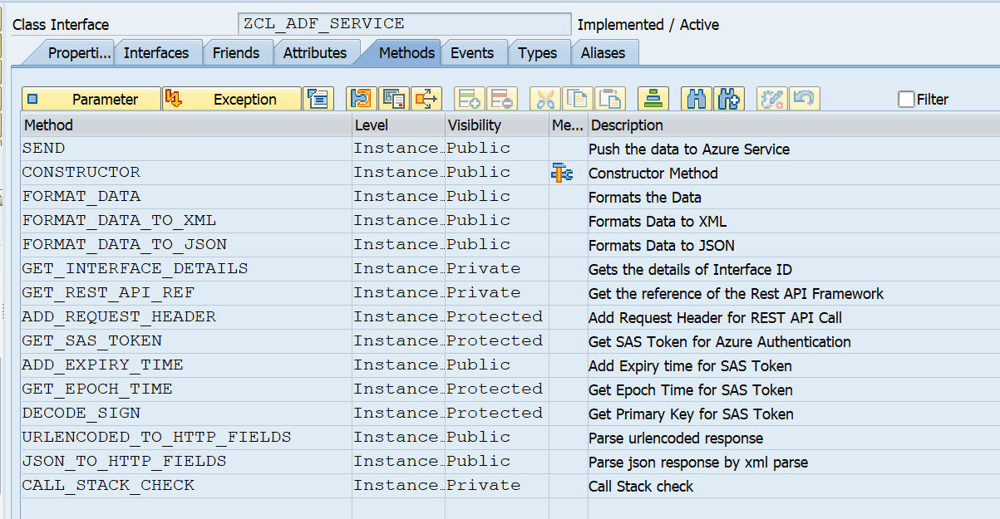 Class Interface ZCL_ADF_SERVICE Implemented / Active
Properti... Interfaces Friends Attributes Methods Events Types Aliases
Parameter Exception Filter
Method Level Visibility Me... Description
SEND Instance… Public Push the data to Azure Service
CONSTRUCTOR Instance… Public Constructor Method
FORMAT_DATA Instance… Public Formats the Data
FORMAT_DATA_TO_XML Instance… Public Formats Data to XML
FORMAT_DATA_TO_JSON Instance… Public Formats Data to JSON
GET_INTERFACE_DETAILS Instance… Private Gets the details of Interface ID
GET_REST_API_REF Instance… Private Get the reference of the Rest API Framework
ADD_REQUEST_HEADER Instance… Protected Add Request Header for REST API Call
GET_SAS_TOKEN Instance… Protected Get SAS Token for Azure Authentication
ADD_EXPIRY_TIME Instance… Public Add Expiry time for SAS Token
GET_EPOCH_TIME Instance… Protected Get Epoch Time for SAS Token
DECODE_SIGN Instance… Protected Get Primary Key for SAS Token
URLENCODED_TO_HTTP_FIELDS Instance… Public Parse urlencoded response
JSON_TO_HTTP_FIELDS Instance… Public Parse json response by xml parse
CALL_STACK_CHECK Instance… Private Call Stack check